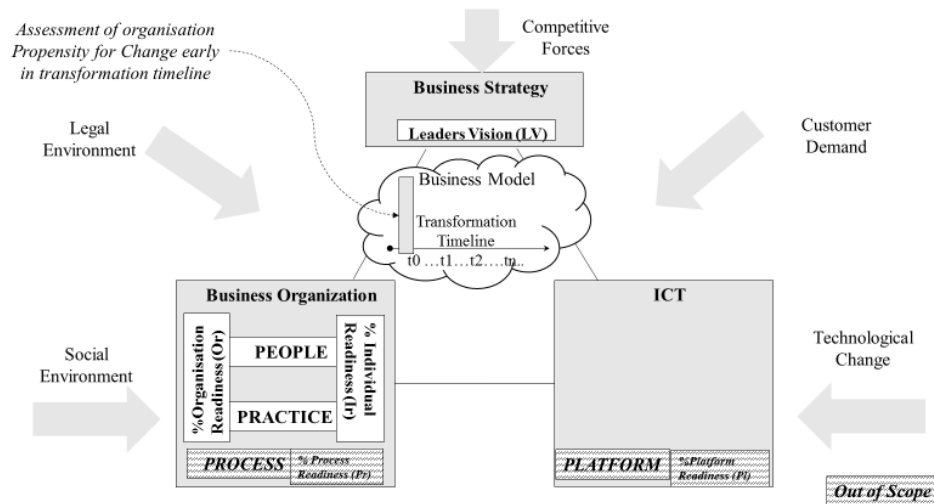 Assessment of organisation
Propensity for Change early
in transformation timeline
Competitive
Forces
Business Strategy
Leaders Vision (LV)
Legal
Environment
Customer
Demand
Business Model
Transformation
Timeline
t0 ...t1...t2....tn..
Business Organization
%Organisation
Readiness(Or)
PEOPLE
PRACTICE
% Individual
Readiness(Ir)
PROCESS
% Process
Readiness (Pr)
ICT
PLATFORM
%Platform
Readiness (Pl)
Social
Environment
Technological
Change
Out of Scope